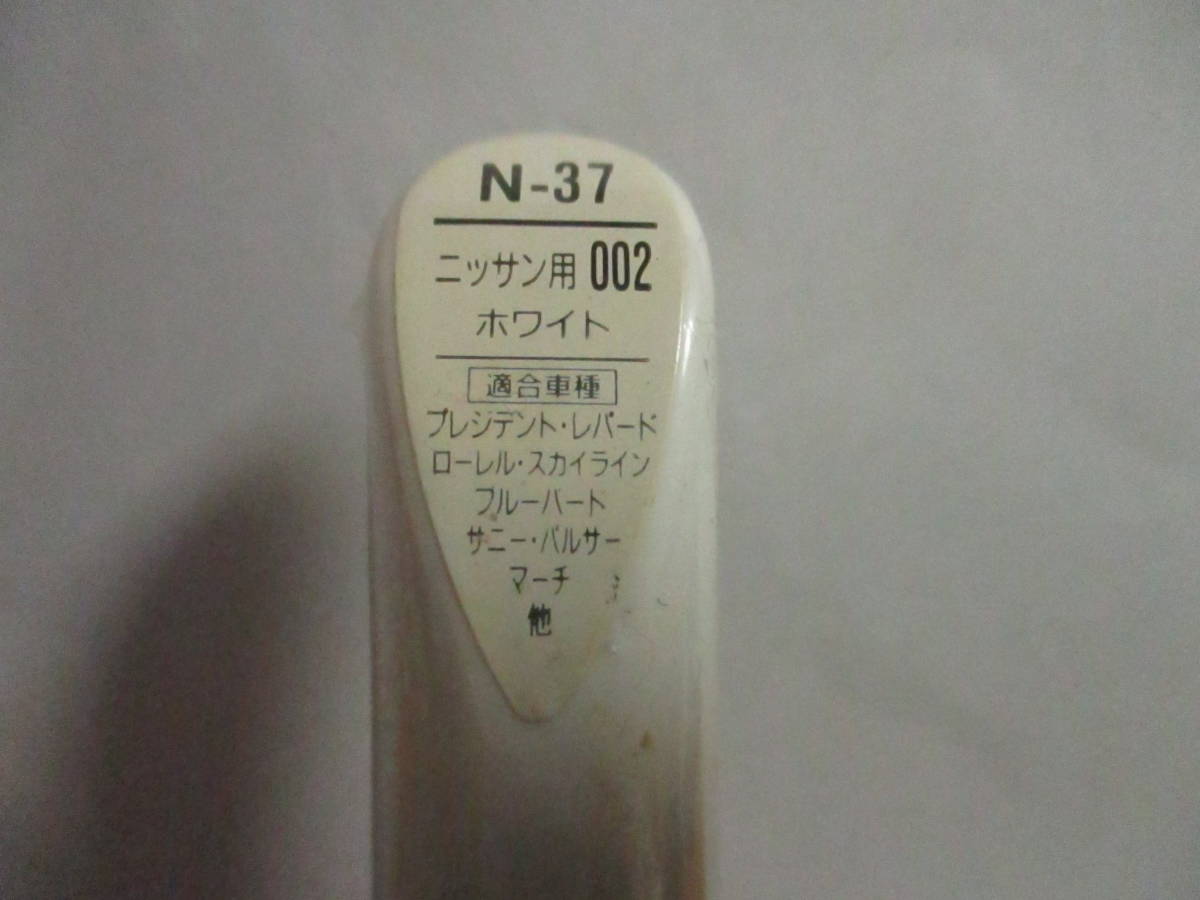 N-37
ニッサン用 002
ホワイト
適合車種
プレジデント・レパード
ローレル・スカイライン
ブルーバード
サニー・パルサー
マーチ
他